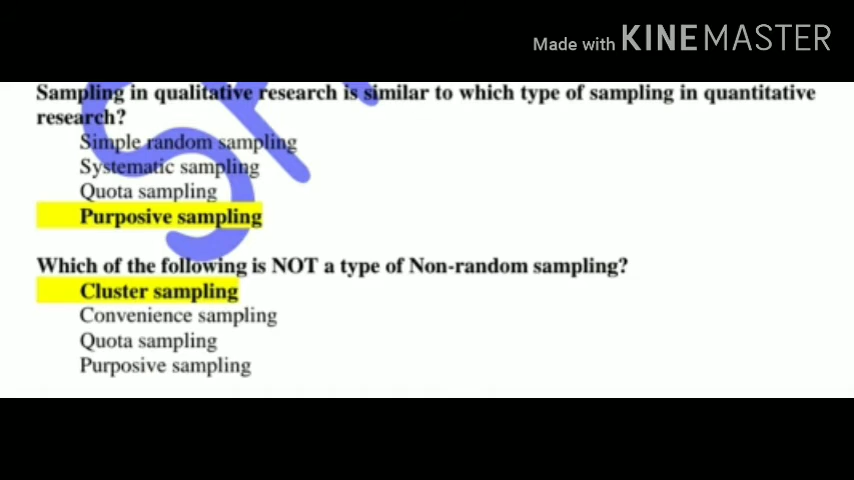 Made with KINEMASTER
Sampling in qualitative research is similar to which type of sampling in quantitative
research?
Simple random sampling
Systematic sampling
Quota sampling
Purposive sampling
Which of the following is NOT a type of Non-random sampling?
Cluster sampling
Convenience sampling
Quota sampling
Purposive sampling